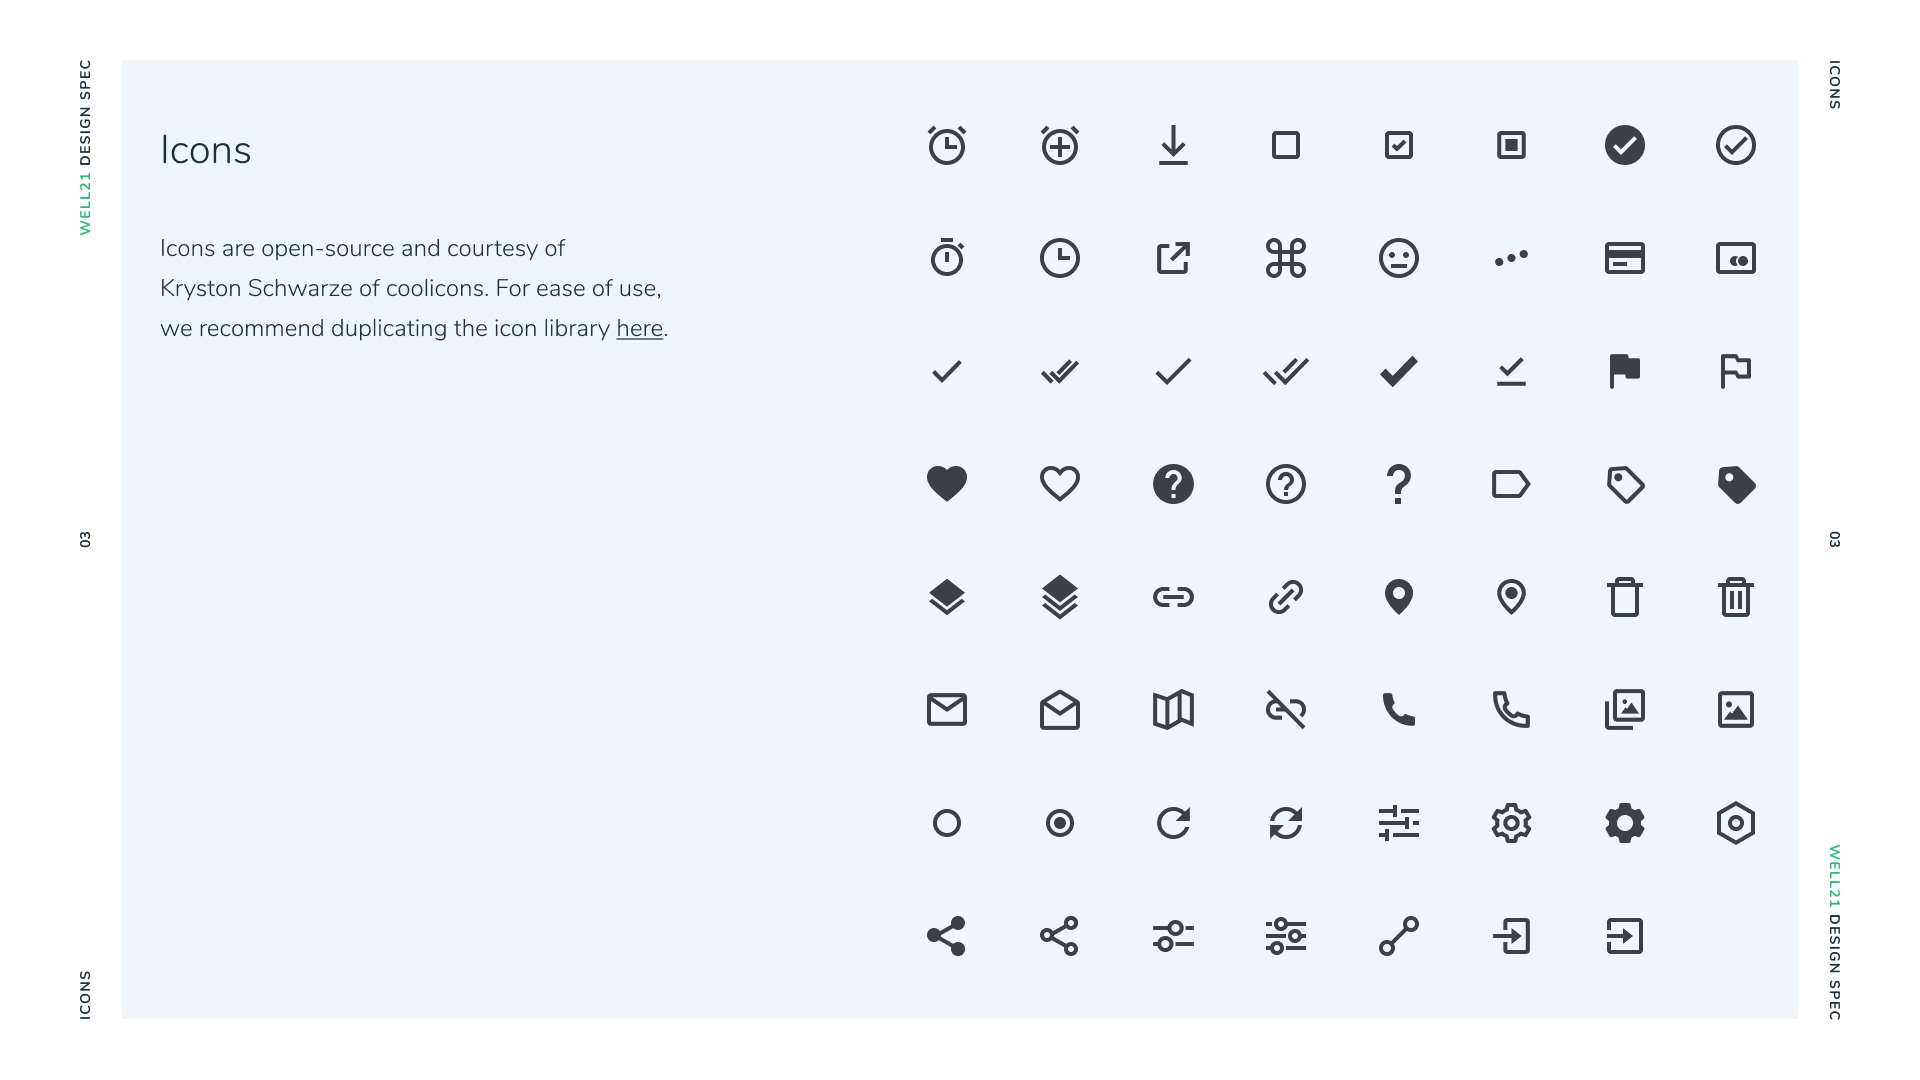 WELL21 DESIGN SPEC
03
ICONS
Icons
Icons are open-source and courtesy of
Kryston Schwarze of coolicons. For ease of use,
we recommend duplicating the icon library here.
ICONS
03
WELL21 DESIGN SPEC